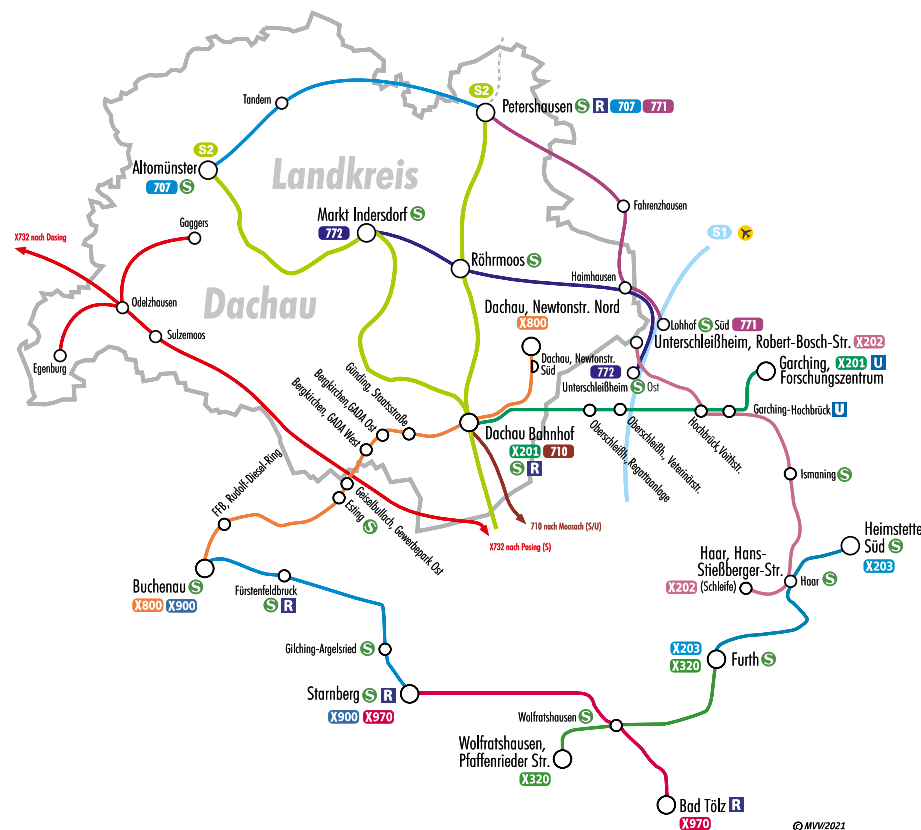 S2
Petershausen S R 707 771
Tandern
S2
Altomünster
707 S
Landkreis
Markt Indersdorf S
772
Fahrenzhausen
Gaggers
X732 nach Dasing
S1
Röhrmoos S
Haimhausen
Dachau
Odelzhausen
Sulzemoos
Egenburg
Dachau, Newtonstr. Nord
X800
Lohhof S Süd 771
Unterschleißheim, Robert-Bosch-Str. X202
Dachau, Newtonstr.
Süd
772
Unterschleißheim S Ost
Garching, X201 U
Forschungszentrum
Garching-Hochbrück U
Günding, Staatsstraße
Bergkirchen, GADA Ost
Bergkirchen, GADA West
Dachau Bahnhof
X201 710
S R
Oberschleißh., Regattaanlage
Oberschleißh., Veterinärstr.
Hochbrück, Voithstr.
Ismaning S
FFB, Rudolf-Diesel-Ring
Geiselbullach, Gewerbepark Ost
Esting S
710 nach Moosach (S/U)
X732 nach Pasing (S)
Heimstetten
Süd S
X203
Haar, Hans-
Stießberger-Str.
X202 (Schleife)
Haar S
Buchenau S
X800 X900
Fürstenfeldbruck
S R
Gilching-Argelsried S
X203
X320
Furth S
Starnberg S R
X900 X970
Wolfratshausen S
Wolfratshausen,
Pfaffenrieder Str.
X320
Bad Tölz R
X970
© MVV/2021